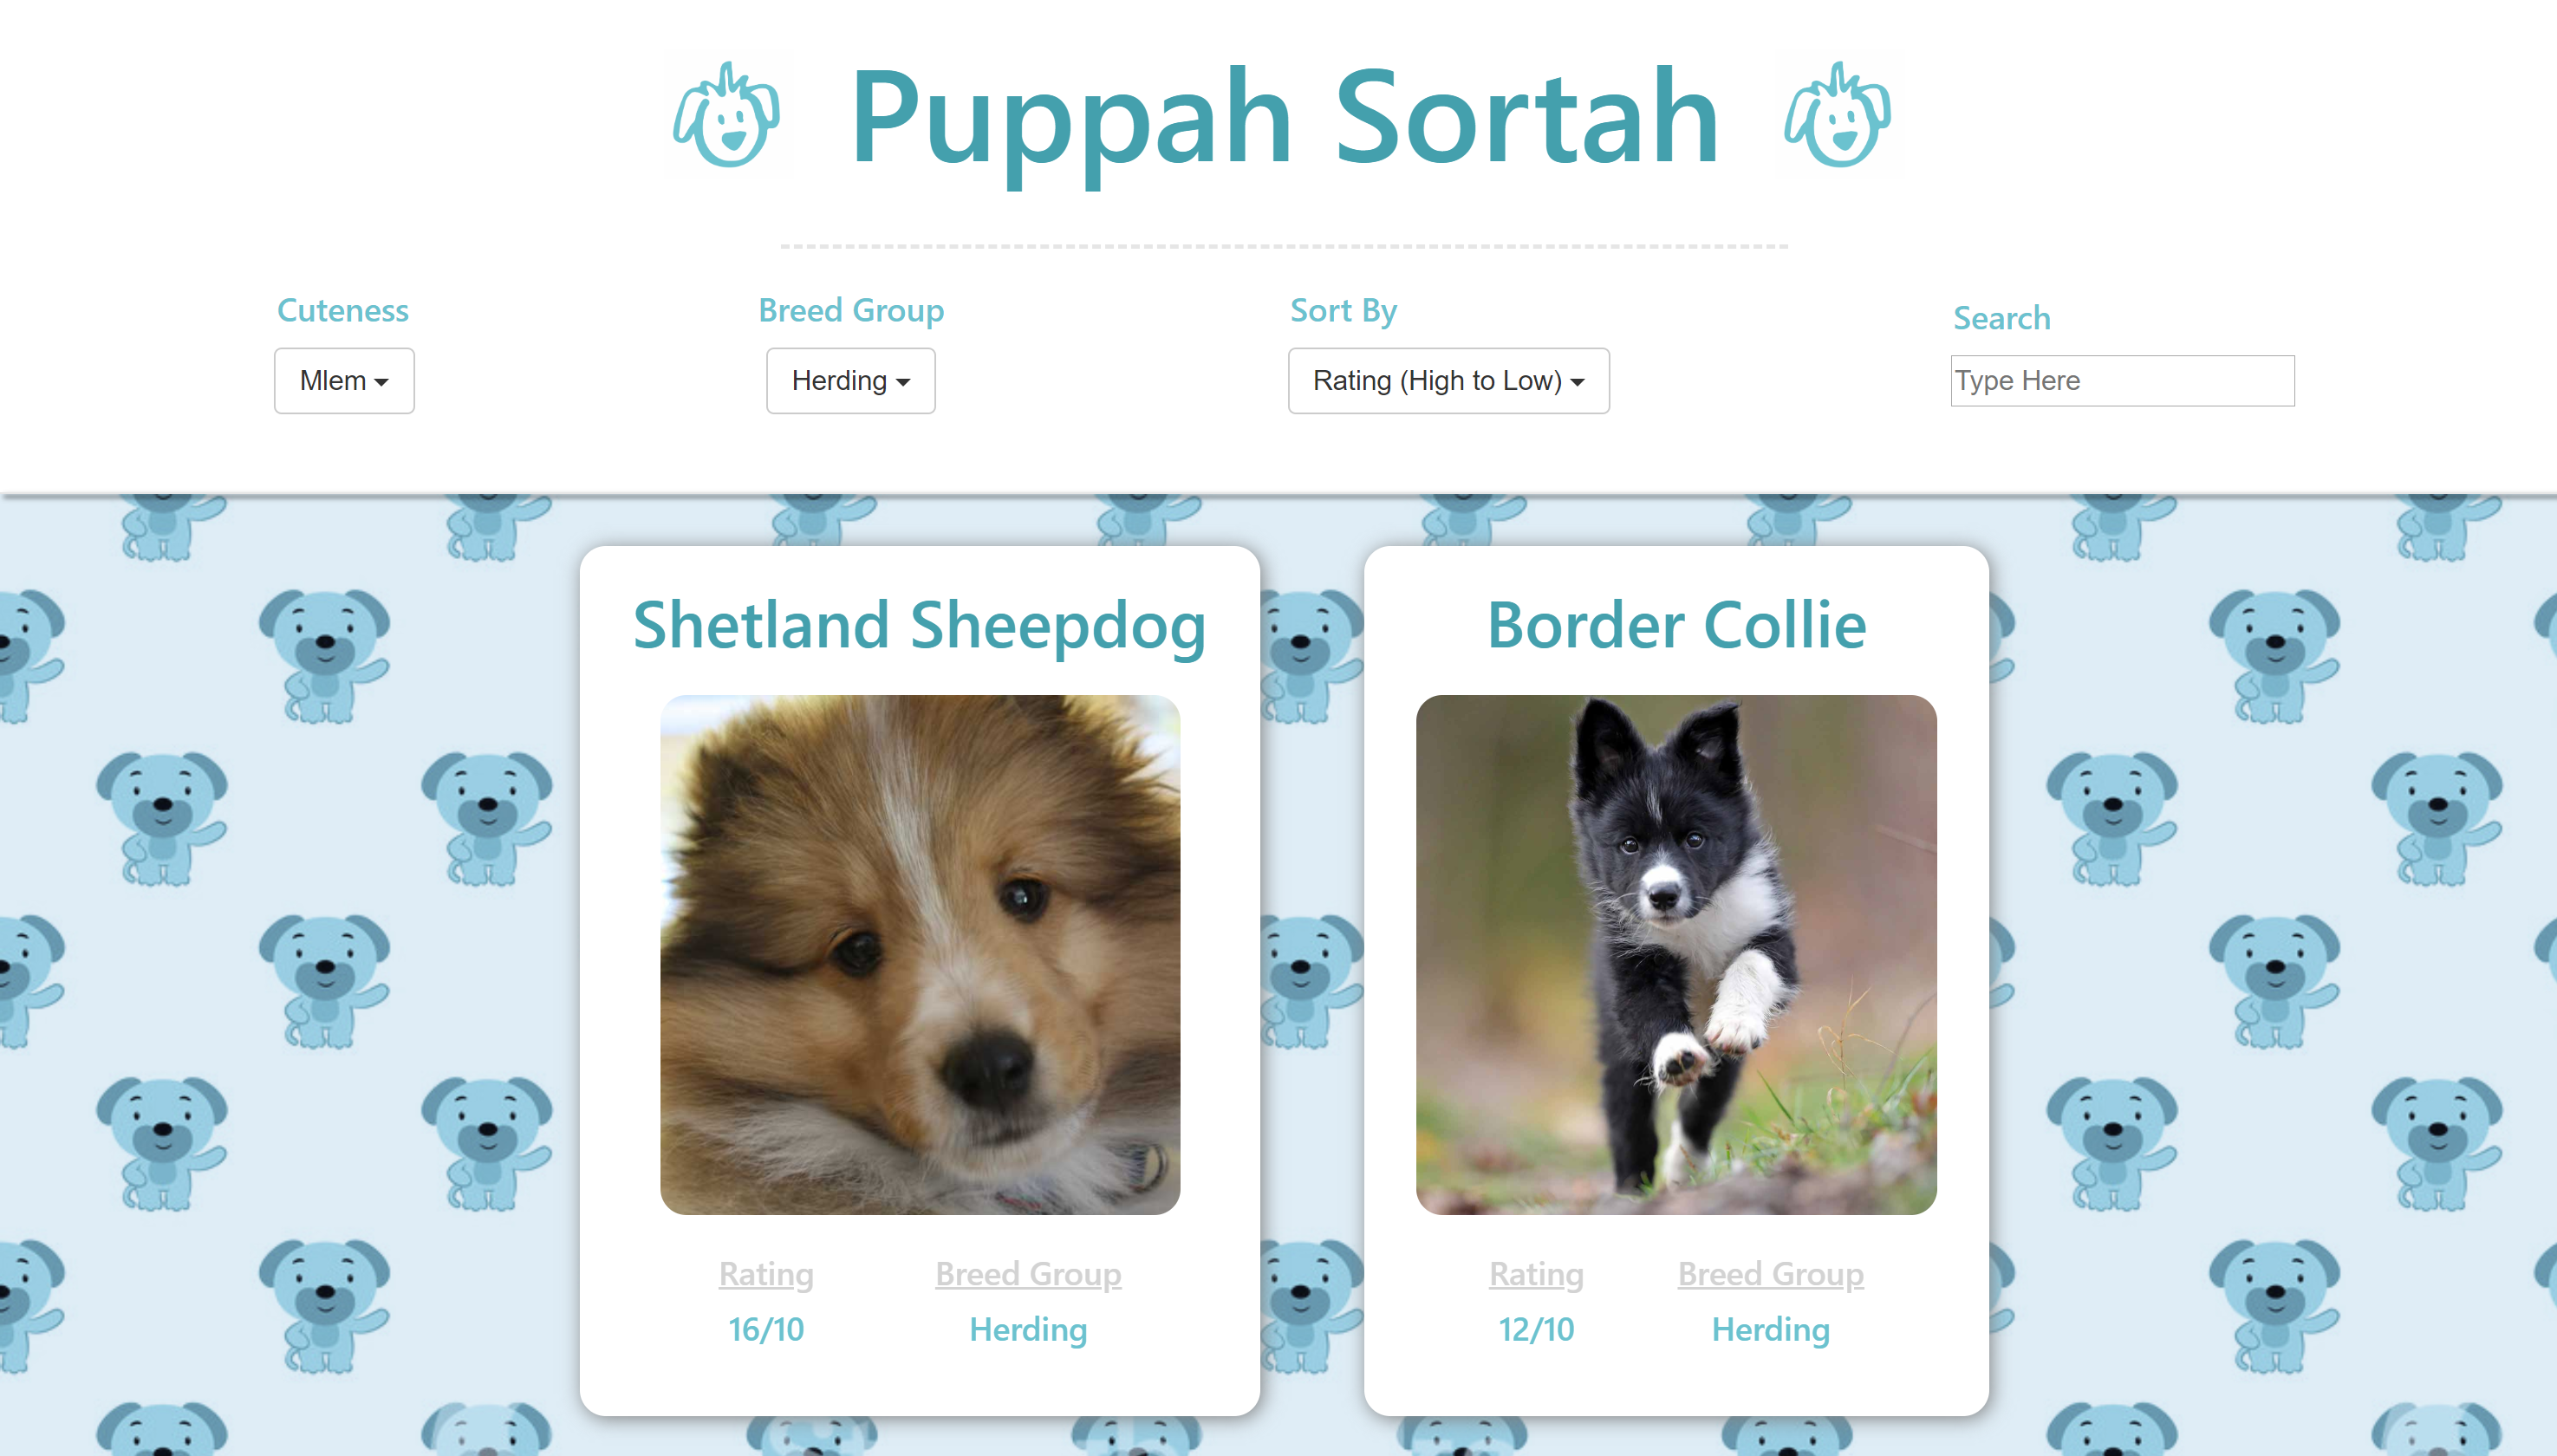 Puppah Sortah
Cuteness
Mlem
Breed Group
Herding
Sort By
Rating (High to Low)
Search
Type Here
Shetland Sheepdog
Rating
Breed Group
16/10
Herding
Border Collie
Rating
Breed Group
12/10
Herding